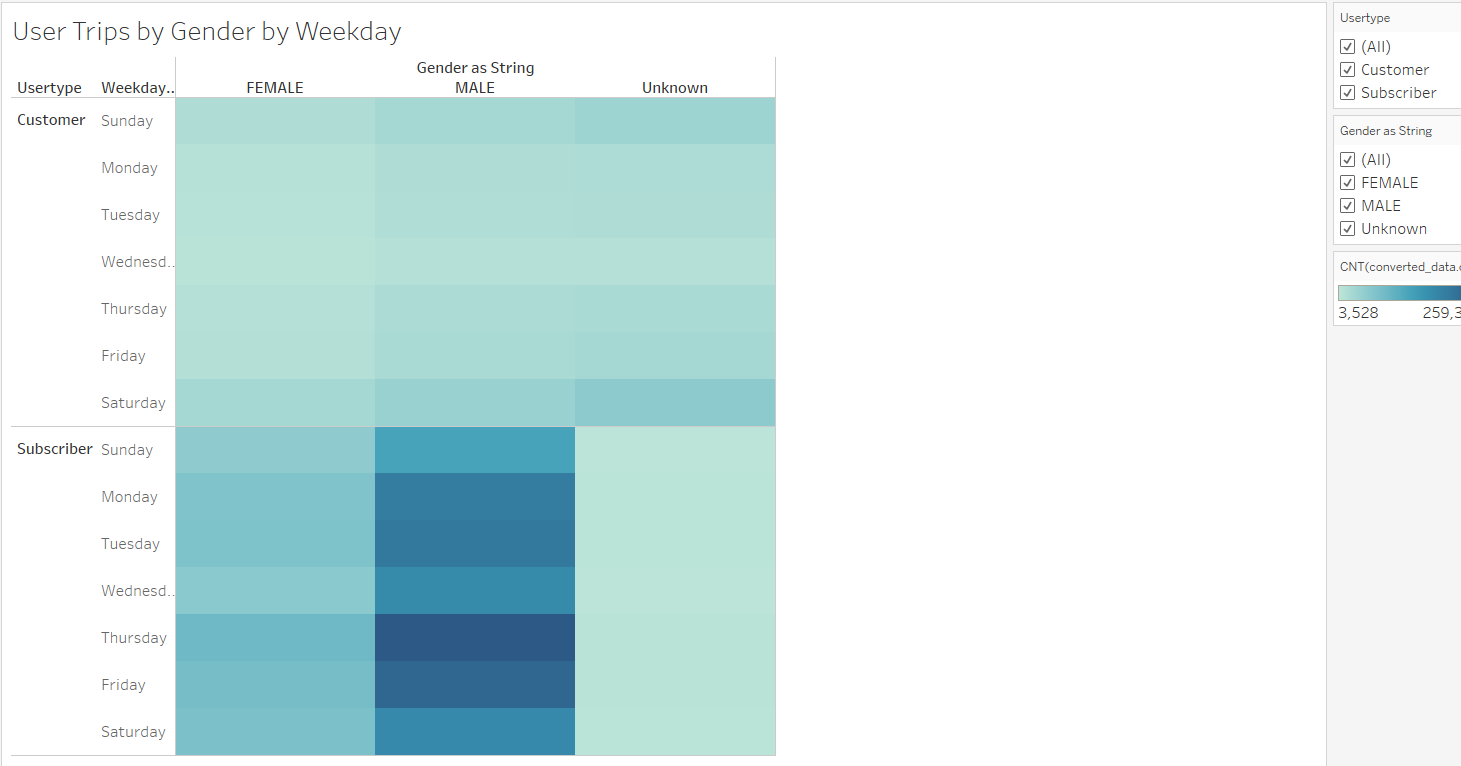 User Trips by Gender by Weekday
Gender as String
Usertype Weekday.. FEMALE MALE Unknown
Customer Sunday
Monday
Tuesday
Wednesd..
Thursday
Friday
Saturday
Subscriber Sunday
Monday
Tuesday
Wednesd..
Thursday
Friday
Saturday
Usertype
(All)
Customer
Subscriber
Gender as String
(All)
FEMALE
MALE
Unknown
CNT(converted_data.
3,528 259,3